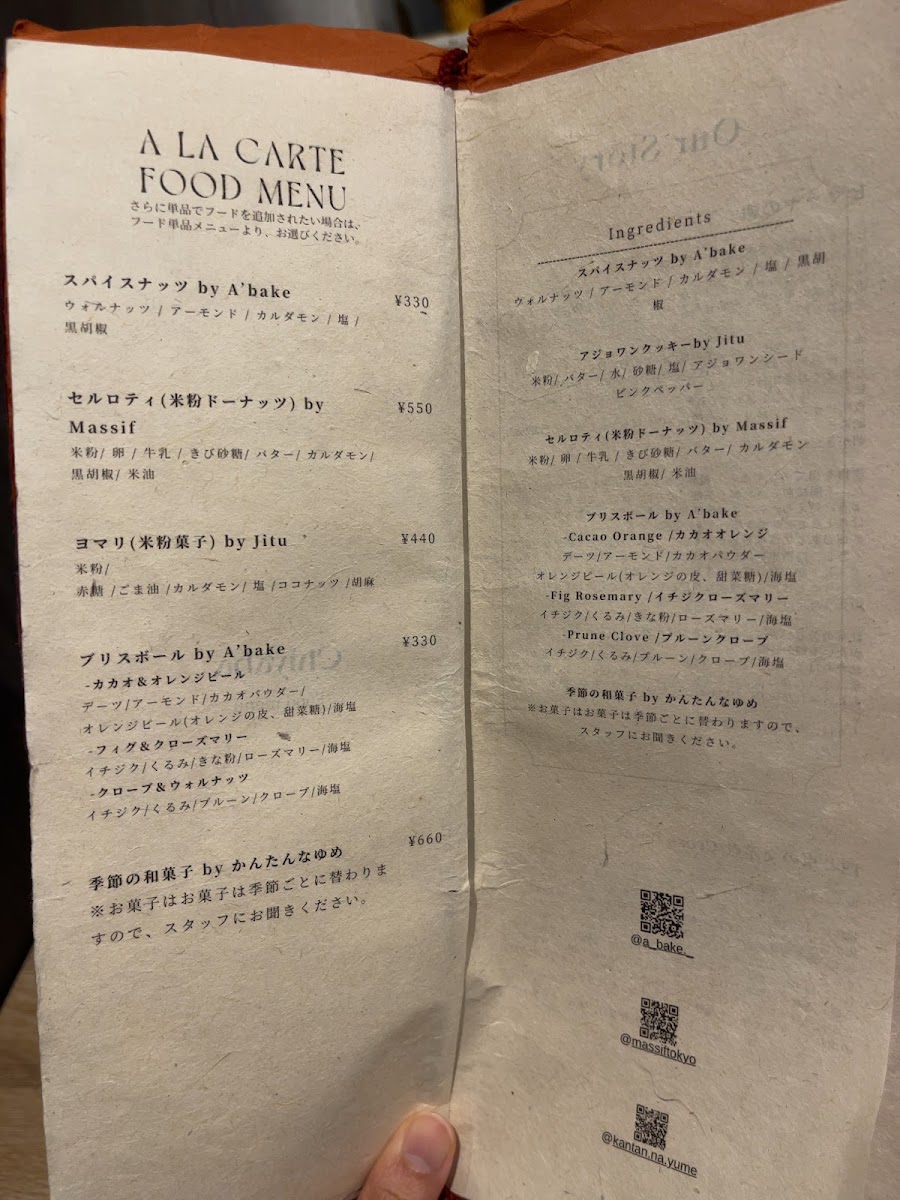 A LA CARTE
FOOD MENU
さらに単品でフードを追加されたい場合は、
フード単品メニューより、お選びください。
スパイスナッツ by A'bake
¥330
ウォルナッツ / アーモンド / カルダモン / 塩 /
黒胡椒
セルロティ(米粉ドーナッツ) by
¥550
Massif
米粉/ 卵 / 牛乳 / きび砂糖/ バター/ カルダモン/
黒胡椒/ 米油
ヨマリ(米粉菓子) by Jitu
¥440
米粉/
赤糖 /ごま油 /カルダモン/ 塩 /ココナッツ /胡麻
ブリスボール by A'bake
¥330
-カカオ&オレンジピール
デーツ/アーモンド/カカオパウダー/
オレンジピール(オレンジの皮、甜菜糖)/海塩
-フィグ&クローズマリー
イチジク/くるみ/きな粉/ローズマリー/海塩
-クローブ&ウォルナッツ
イチジク/くるみ/プルーン/クローブ/海塩
季節の和菓子 by かんたんなゆめ
¥660
※お菓子はお菓子は季節ごとに替わりま
すので、スタッフにお聞きください。
Our Story
Ingredients
スパイスナッツ by A'bake
ウォルナッツ / アーモンド / カルダモン / 塩 / 黒胡
椒
アジョワンクッキーby Jitu
米粉/ バター/ 水/ 砂糖/ 塩/ アジョワンシード
ピンクペッパー
セルロティ(米粉ドーナッツ) by Massif
米粉/ 卵 / 牛乳 / きび砂糖/ バター/ カルダモン
黒胡椒/ 米油
ブリスボール by A'bake
-Cacao Orange /カカオオレンジ
デーツ/アーモンド/カカオパウダー
オレンジピール(オレンジの皮、甜菜糖)/海塩
-Fig Rosemary /イチジクローズマリー
イチジク/くるみ/きな粉/ローズマリー/海塩
-Prune Clove /プルーンクローブ
イチジク/くるみ/プルーン/クローブ/海塩
季節の和菓子 by かんたんなゆめ
※お菓子はお菓子は季節ごとに替わりますので、
スタッフにお聞きください。
@a_bake._
@massiftokyo
@kantan.na.yume